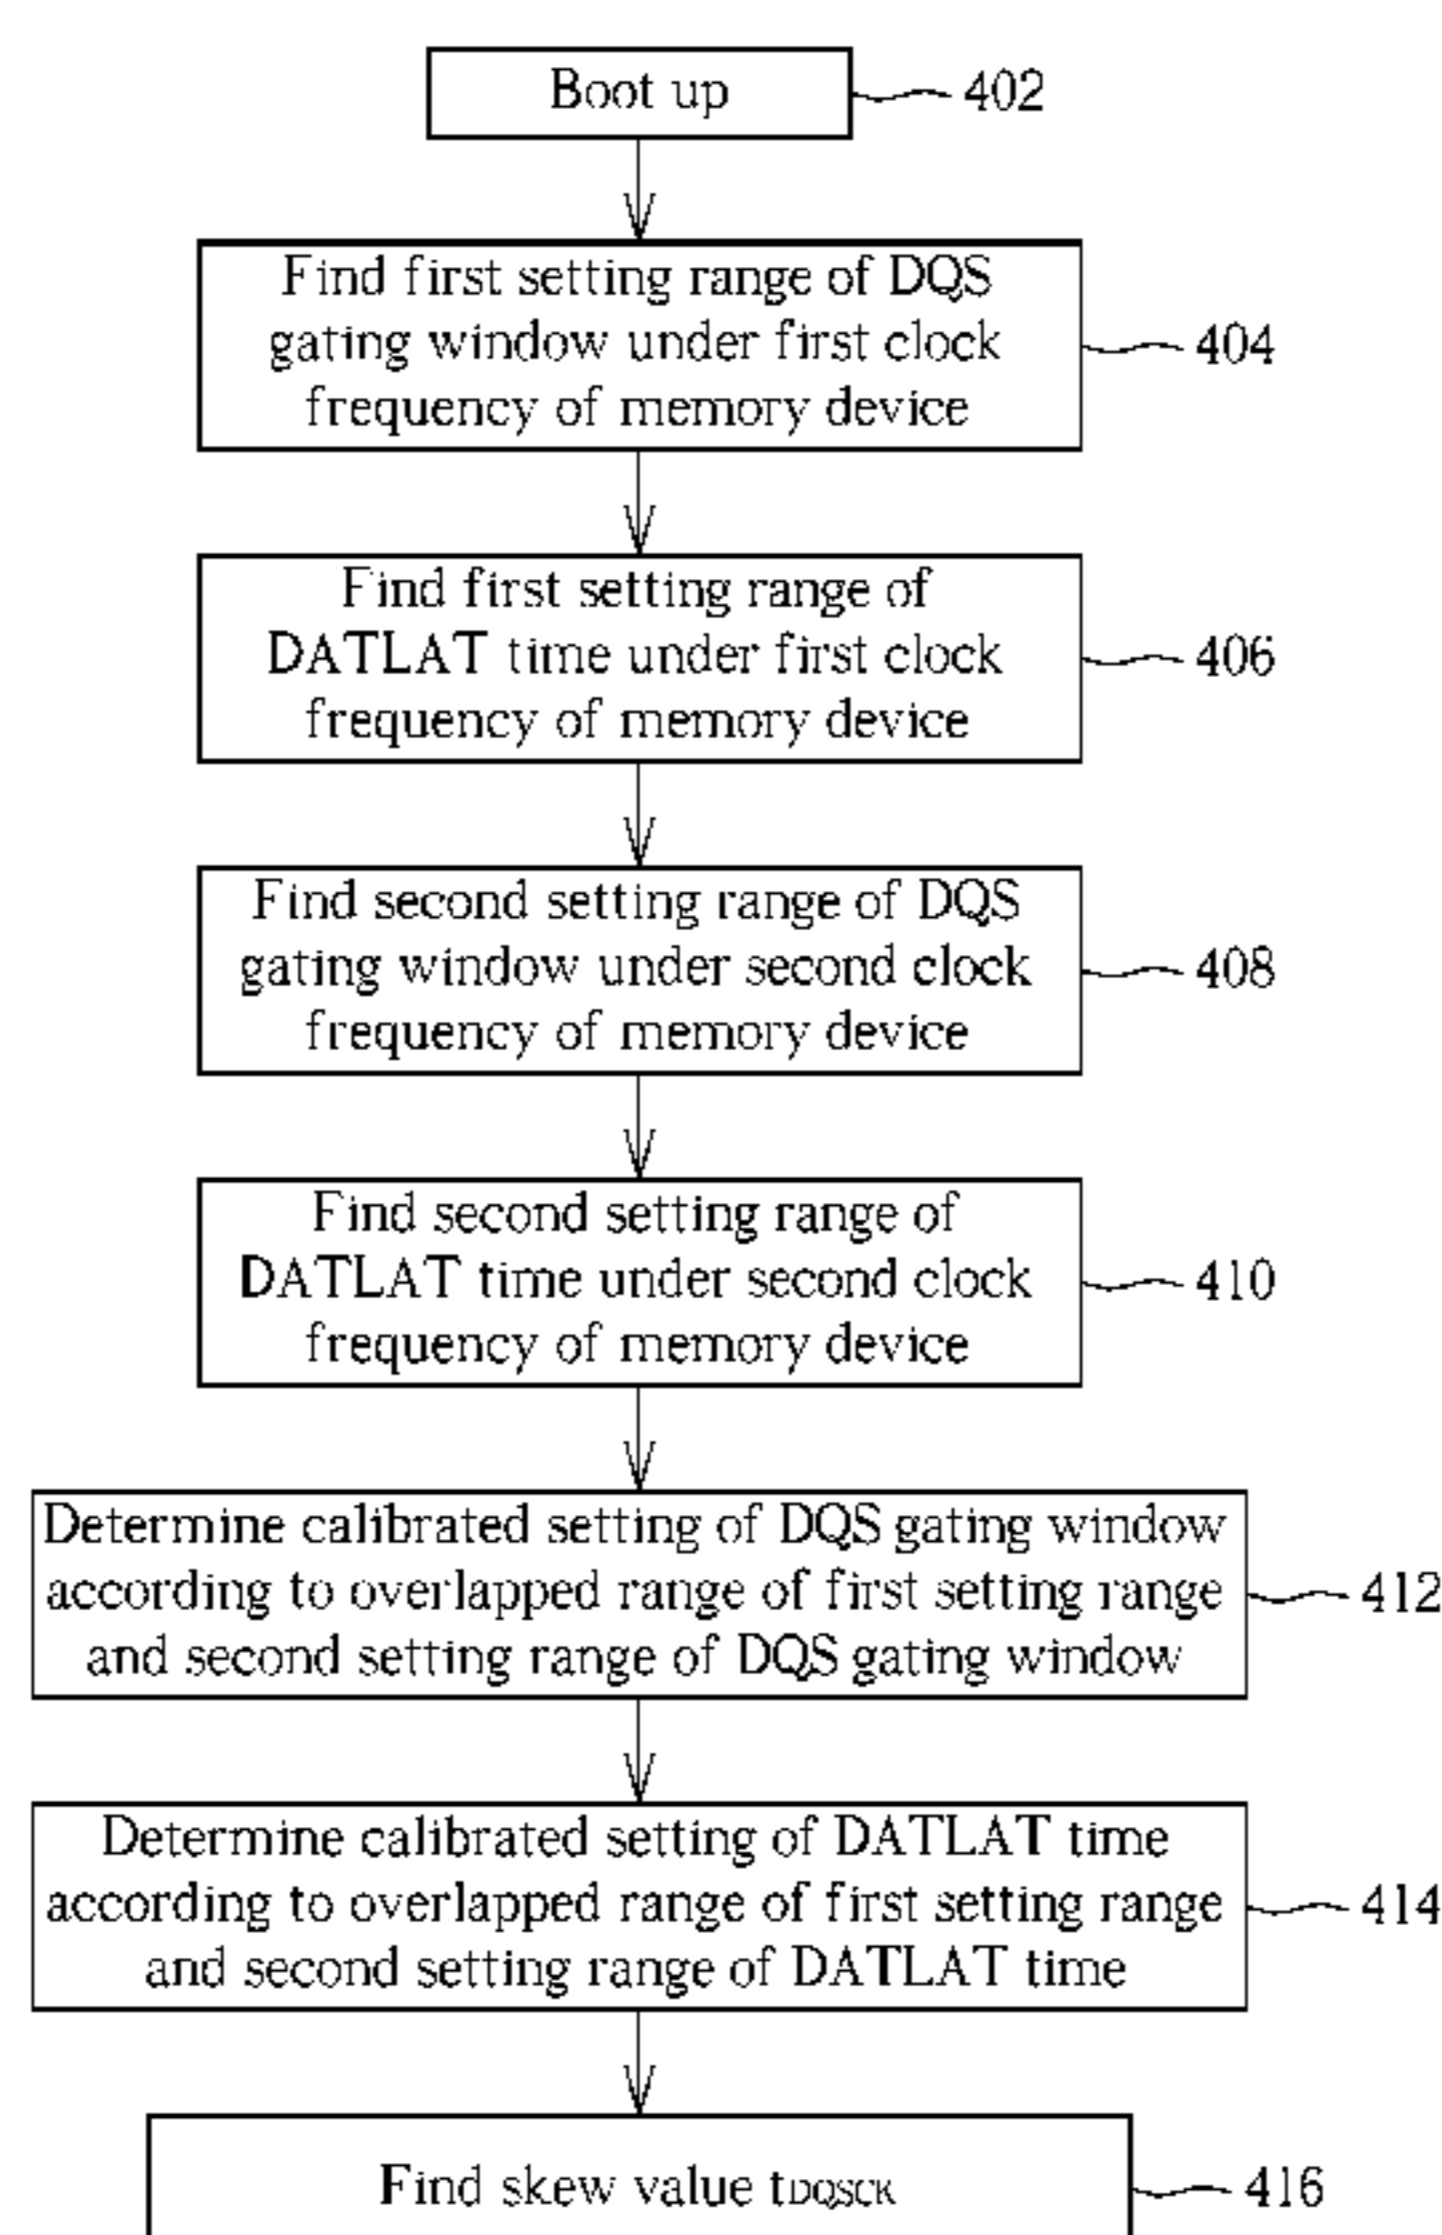 Boot up
402
Find first setting range of DQS
gating window under first clock
frequency of memory device
404
Find first setting range of
DATLAT time under first clock
frequency of memory device
406
Find second setting range of DQS
gating window under second clock
frequency of memory device
408
Find second setting range of
DATLAT time under second clock
frequency of memory device
410
Determine calibrated setting of DQS gating window
according to overlapped range of first setting range
and second setting range of DQS gating window
412
Determine calibrated setting of DATLAT time
according to overlapped range of first setting range
and second setting range of DATLAT time
414
Find skew value tDQSCK
416